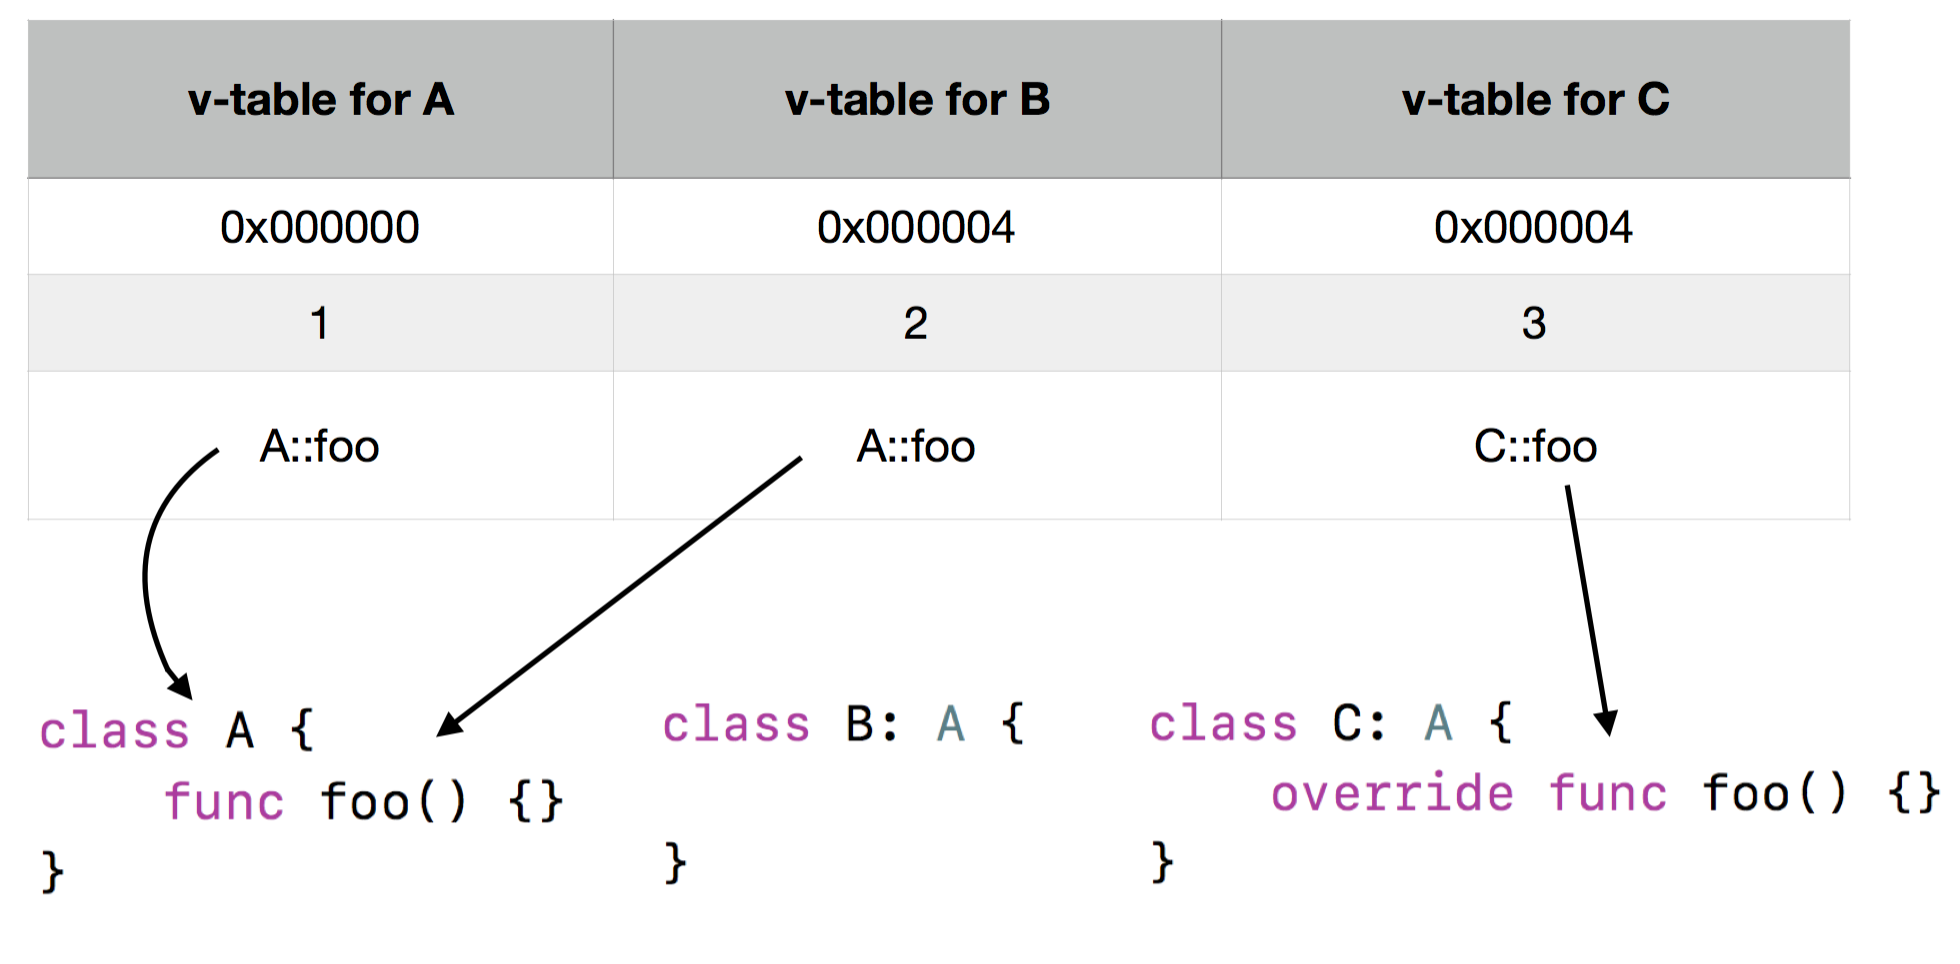 v-table for A v-table for B v-table for C
0x000000 0x000004 0x000004
1 2 3
A::foo A::foo C::foo
class A {
    func foo() {}
}
class B: A {
}
class C: A {
    override func foo() {}
}